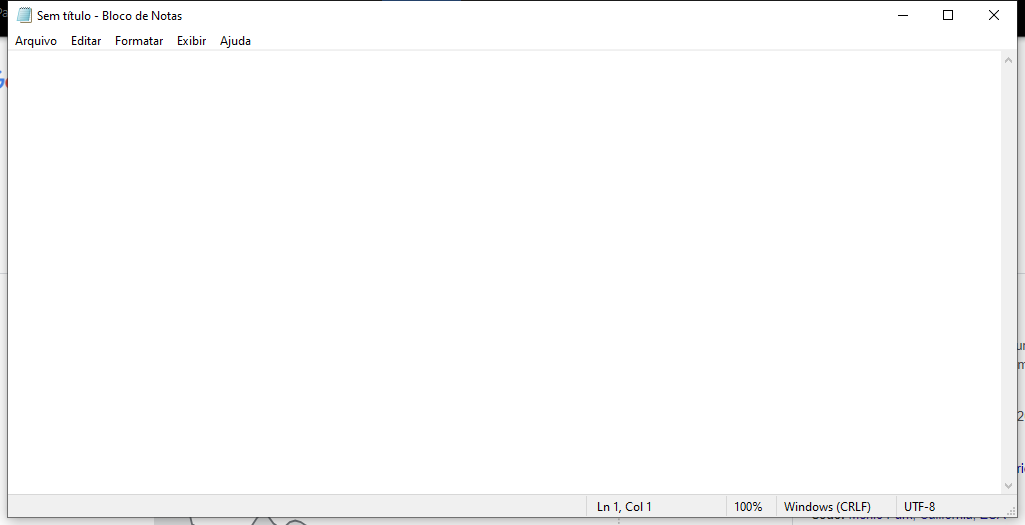 Sem título - Bloco de Notas
Arquivo Editar Formatar Exibir Ajuda
Ln 1, Col 1 100% Windows (CRLF) UTF-8